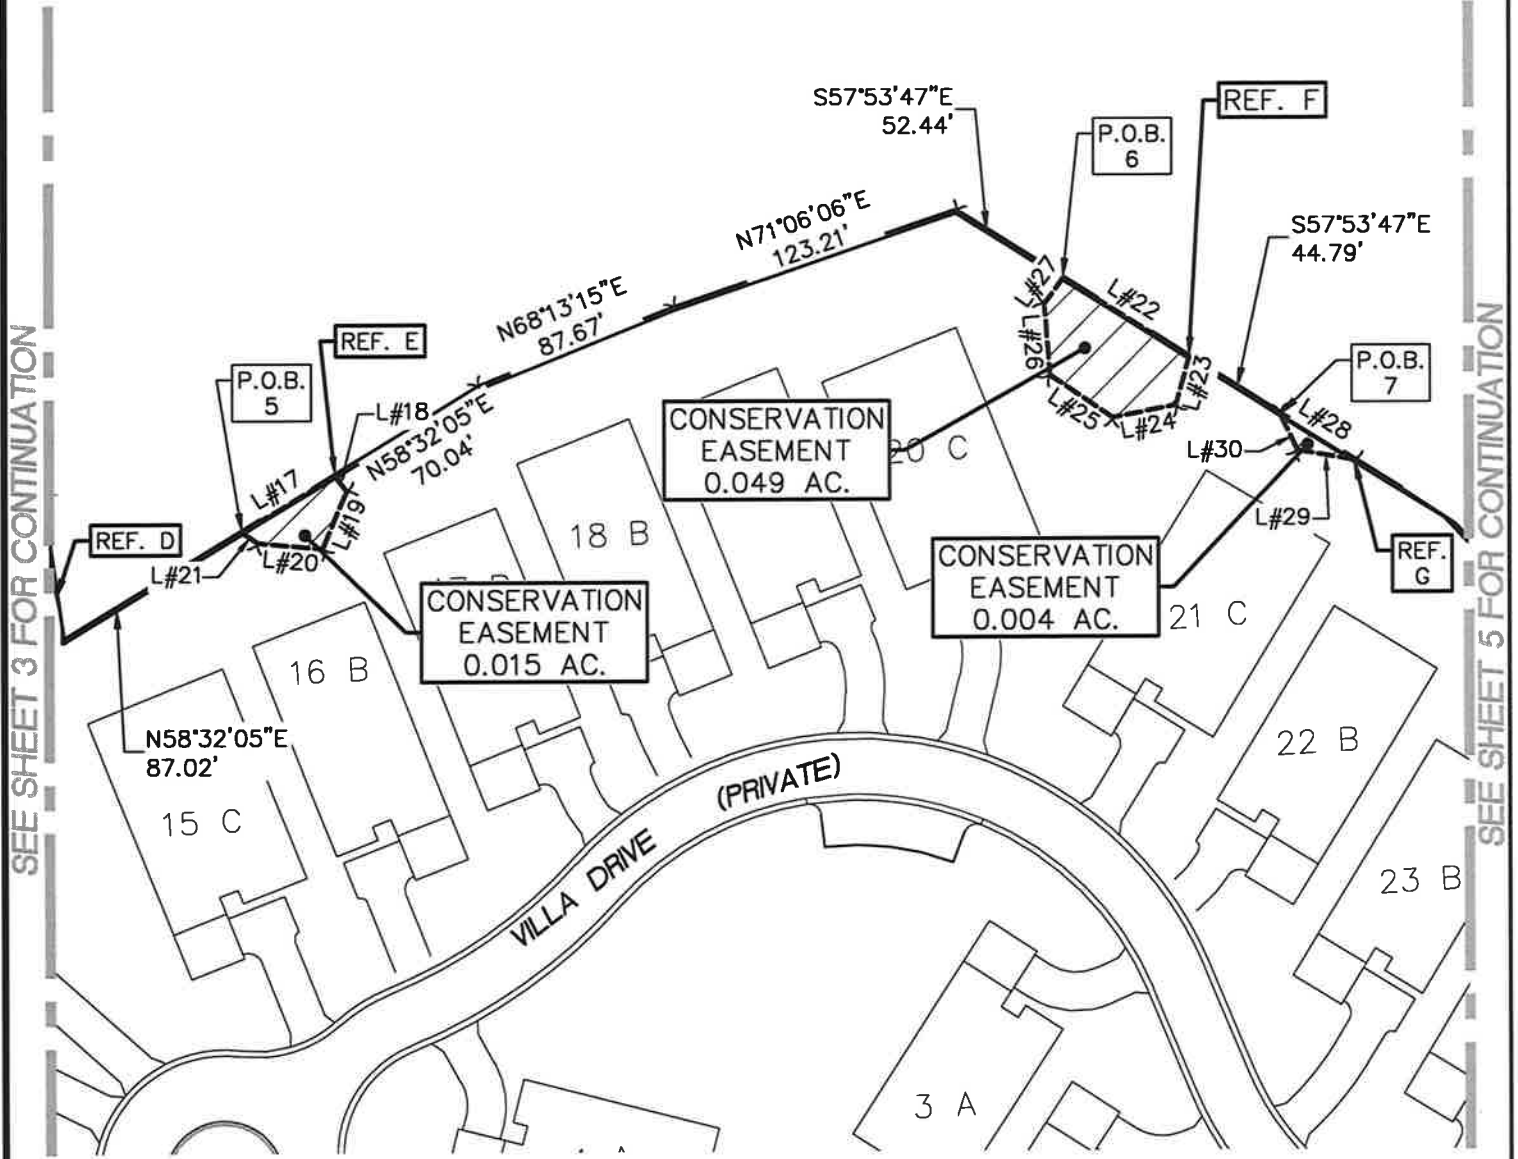 S57°53'47"E
52.44'
REF. F
P.O.B.
6
N71°06'06"E
123.21'
S57°53'47"E
44.79'
L#27
L#22
N68°13'15"E
87.67'
REF. E
L#26
L#23
P.O.B.
7
P.O.B.
5
L#18
N58°32'05"E
70.04'
L#25
L#24
L#28
L#30
L#17
L#19
CONSERVATION
EASEMENT
0.049 AC.
20 C
L#29
REF. D
L#21
L#20
18 B
CONSERVATION
EASEMENT
0.004 AC.
REF.
G
CONSERVATION
EASEMENT
0.015 AC.
21 C
16 B
N58°32'05"E
87.02'
15 C
22 B
23 B
VILLA DRIVE (PRIVATE)
3 A
SEE SHEET 3 FOR CONTINUATION
SEE SHEET 5 FOR CONTINUATION